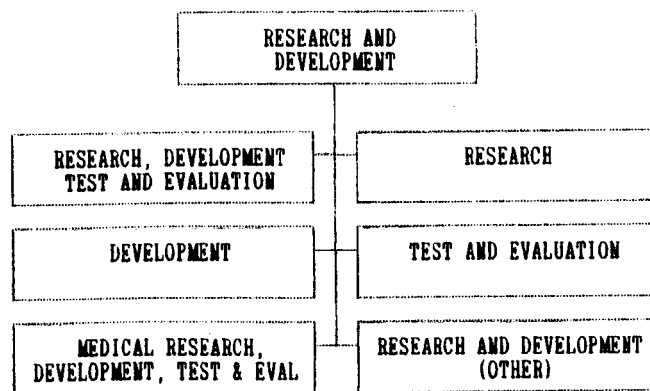 RESEARCH AND
DEVELOPMENT
RESEARCH, DEVELOPMENT
TEST AND EVALUATION
RESEARCH
DEVELOPMENT
TEST AND EVALUATION
MEDICAL RESEARCH,
DEVELOPMENT, TEST & EVAL
RESEARCH AND DEVELOPMENT
(OTHER)